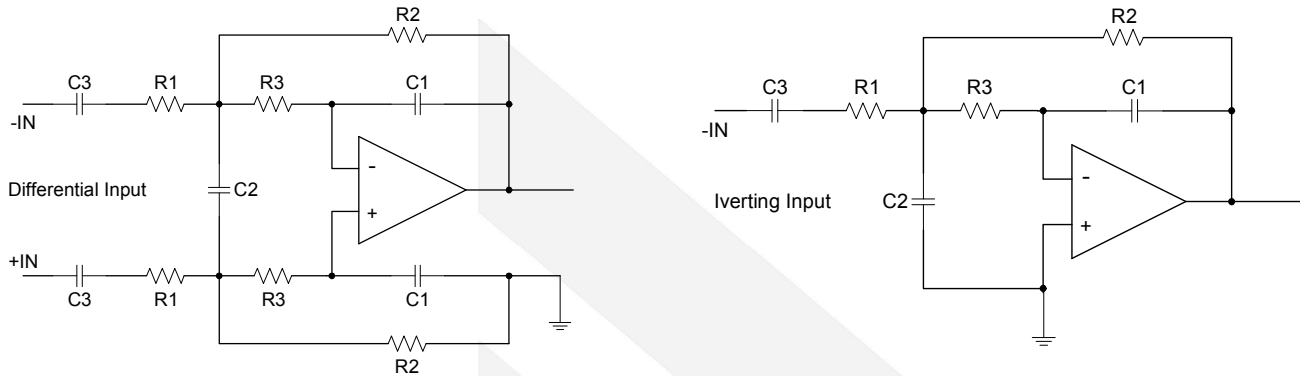 R2
C3 R1 R3 C1
-IN
-
Differential Input
C2
+
+IN
C3 R1 R3 C1
R2
R2
C3 R1 R3 C1
-IN
-
Iverting Input
C2
+